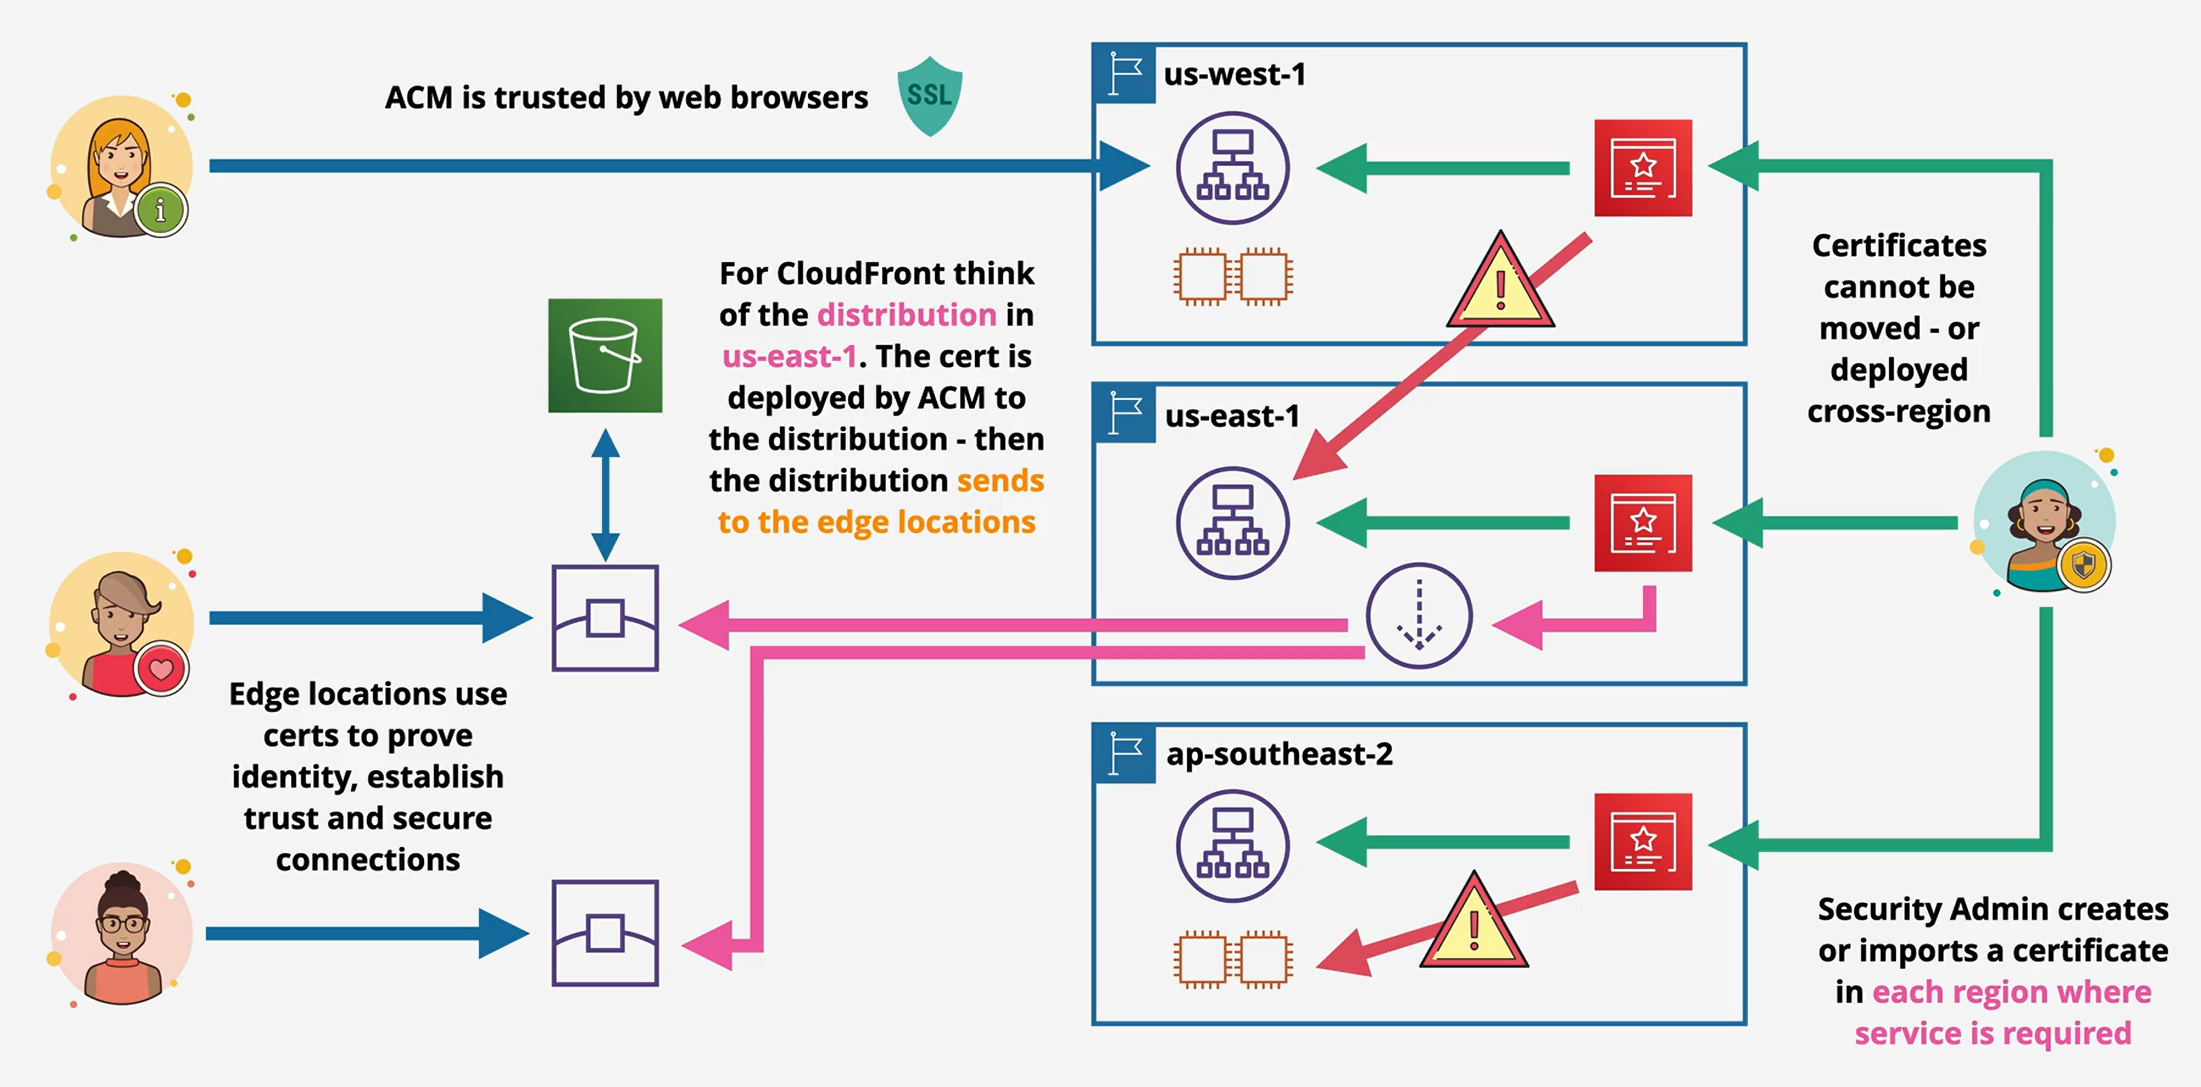 ACM is trusted by web browsers
SSL
us-west-1
i
For CloudFront think
of the distribution in
us-east-1. The cert is
deployed by ACM to
the distribution - then
the distribution sends
to the edge locations
Certificates
cannot be
moved - or
deployed
cross-region
us-east-1
Edge locations use
certs to prove
identity, establish
trust and secure
connections
ap-southeast-2
Security Admin creates
or imports a certificate
in each region where
service is required